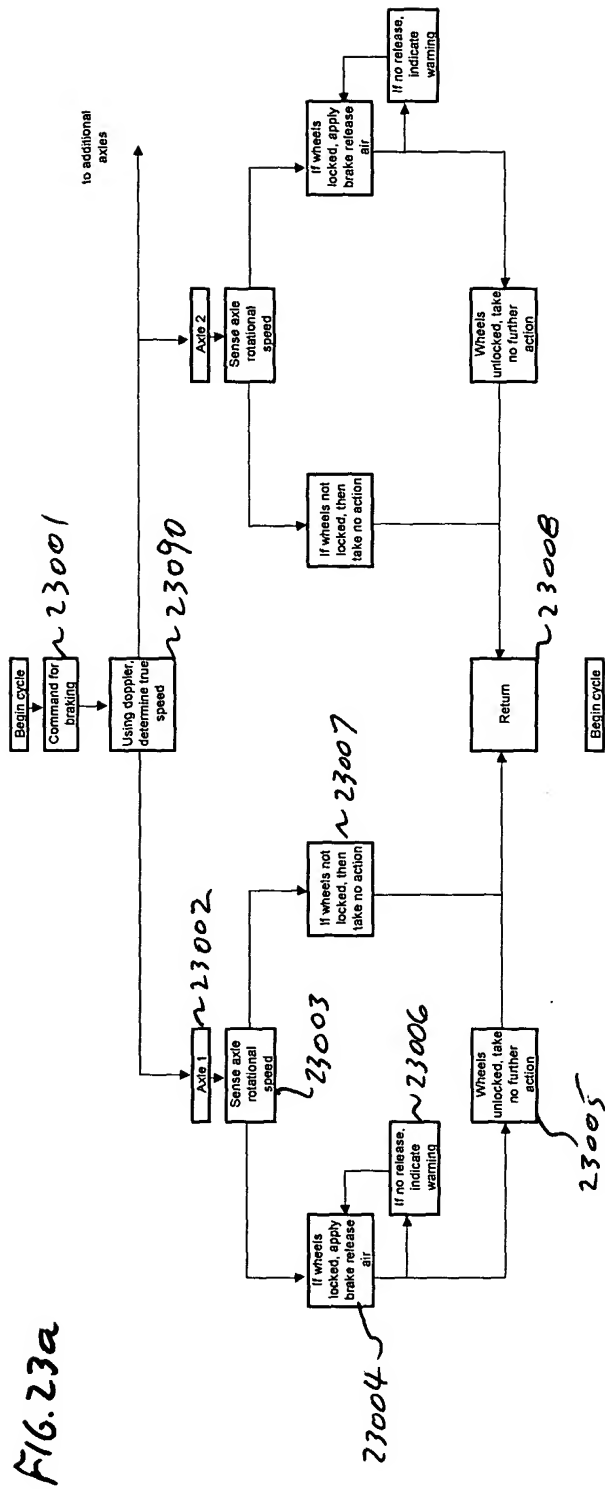 FIG. 23a
Begin cycle
Command for
braking
23001
Using doppler,
determine true
speed
23090
to additional
axles
Axle 1
23002
Sense axle
rotational
speed
23003
If wheels
locked, apply
brake release
air
23004
If no release,
indicate
warning
23006
If wheels not
locked, then
take no action
23007
Wheels
unlocked, take
no further
action
23005
Axle 2
Sense axle
rotational
speed
If wheels not
locked, then
take no action
If wheels
locked, apply
brake release
air
If no release,
indicate
warning
Wheels
unlocked, take
no further
action
Return
23008
Begin cycle